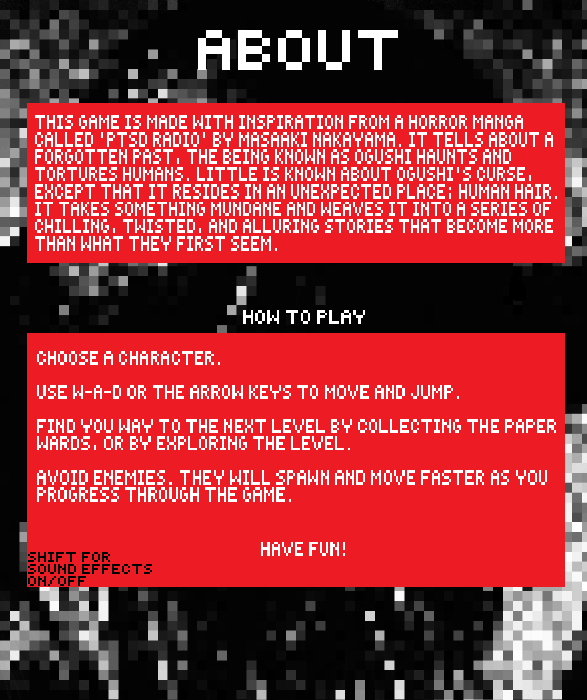 ABOUT
THIS GAME IS MADE WITH INSPIRATION FROM A HORROR MANGA
CALLED 'PTSD RADIO' BY MASAAKI NAKAYAMA. IT TELLS ABOUT A
FORGOTTEN PAST. THE BEING KNOWN AS OGUSHI HAUNTS AND
TORTURES HUMANS. LITTLE IS KNOWN ABOUT OGUSHI'S CURSE,
EXCEPT THAT IT RESIDES IN AN UNEXPECTED PLACE; HUMAN HAIR.
IT TAKES SOMETHING MUNDANE AND WEAVES IT INTO A SERIES OF
CHILLING, TWISTED, AND ALLURING STORIES THAT BECOME MORE
THAN WHAT THEY FIRST SEEM.
HOW TO PLAY
CHOOSE A CHARACTER.
USE W-A-D OR THE ARROW KEYS TO MOVE AND JUMP.
FIND YOU WAY TO THE NEXT LEVEL BY COLLECTING THE PAPER
WARDS, OR BY EXPLORING THE LEVEL.
AVOID ENEMIES. THEY WILL SPAWN AND MOVE FASTER AS YOU
PROGRESS THROUGH THE GAME.
HAVE FUN!
SHIFT FOR
SOUND EFFECTS
ON/OFF